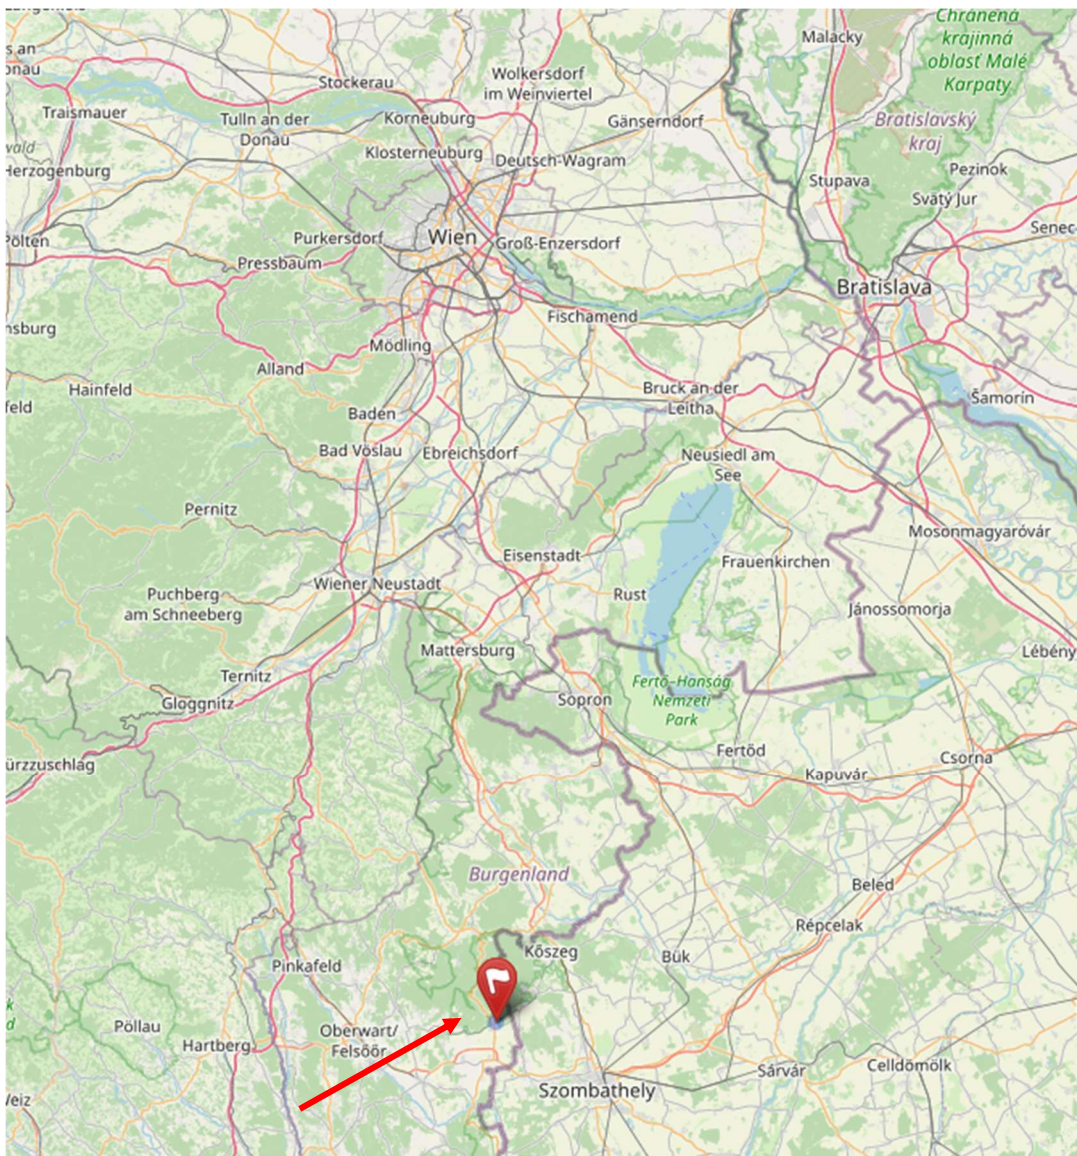 Chránená
krajinná
oblasť Malé
Karpaty
Malacky
Wolkersdorf
im Weinviertel
Stockerau
Traismauer
Tulln an der
Donau
Korneuburg
Gänserndorf
Bratislavský
kraj
Klosterneuburg
Deutsch-Wagram
Herzogenburg
Pezinok
Stupava
Svätý Jur
Purkersdorf
Wien
Groß-Enzersdorf
Senec
Pölten
Pressbaum
Bratislava
Fischamend
nsburg
Mödling
Alland
Hainfeld
Bruck an der
Leitha
Šamorín
feld
Baden
Bad Vöslau
Ebreichsdorf
Neusiedl am
See
Pernitz
Mosonmagyaróvár
Eisenstadt
Frauenkirchen
Wiener Neustadt
Puchberg
am Schneeberg
Rust
Jánossomorja
Mattersburg
Lébény
Ternitz
Fertő-Hanság
Nemzeti
Park
Sopron
Gloggnitz
Fertőd
Csorna
ürzzuschlag
Kapuvár
Burgenland
Beled
Répcelak
Kőszeg
Bük
Pinkafeld
Pöllau
Oberwart/
Felsőőr
Hartberg
Celldömölk
Sárvár
Szombathely
Weiz